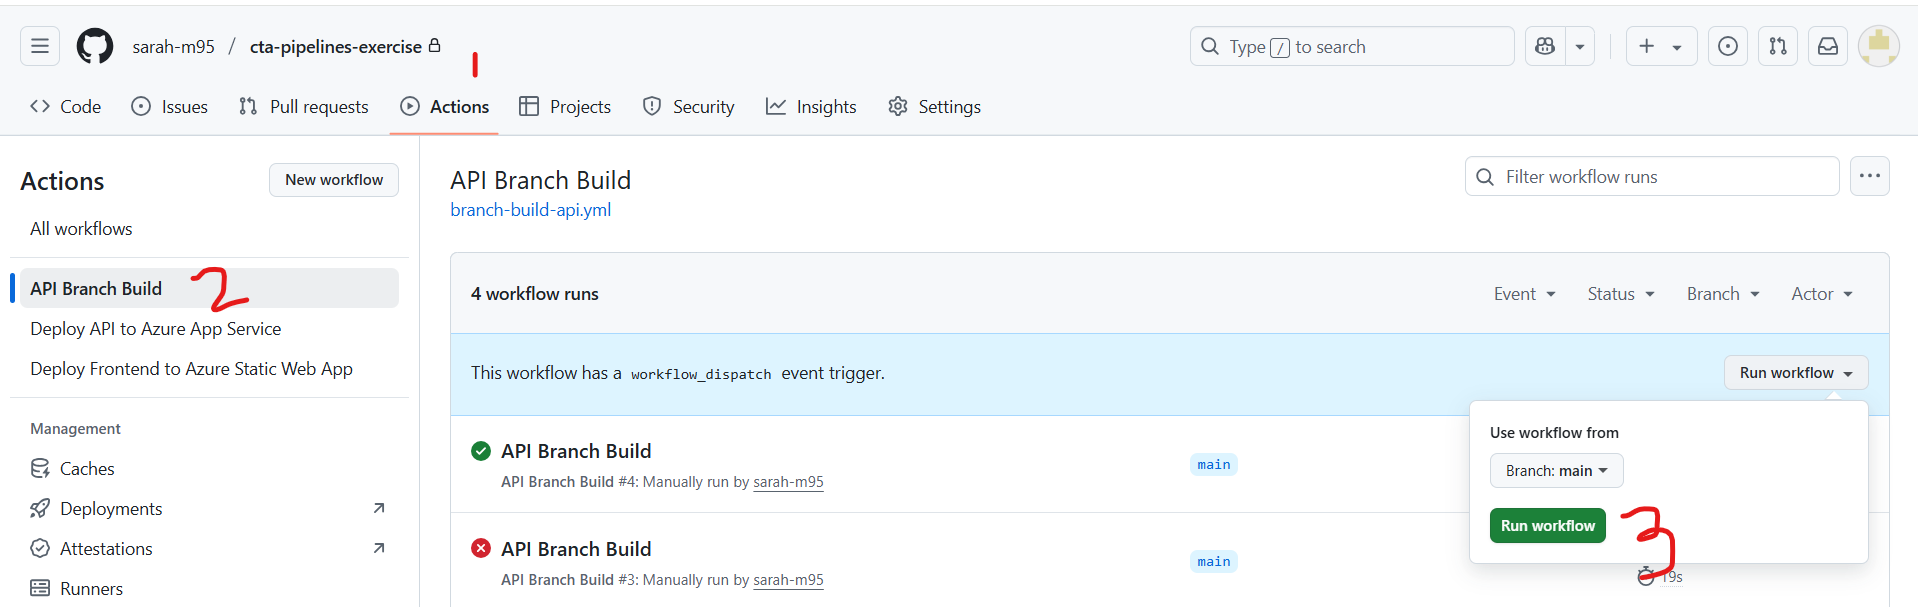 sarah-m95 / cta-pipelines-exercise
Type / to search
1
Code Issues Pull requests Actions Projects Security Insights Settings
Actions
New workflow
All workflows
API Branch Build 2
Deploy API to Azure App Service
Deploy Frontend to Azure Static Web App
Management
Caches
Deployments
Attestations
Runners
API Branch Build
branch-build-api.yml
Filter workflow runs
4 workflow runs
Event Status Branch Actor
This workflow has a workflow_dispatch event trigger.
Run workflow
Use workflow from
Branch: main
Run workflow 3
API Branch Build
API Branch Build #4: Manually run by sarah-m95
main
API Branch Build
API Branch Build #3: Manually run by sarah-m95
main
19s